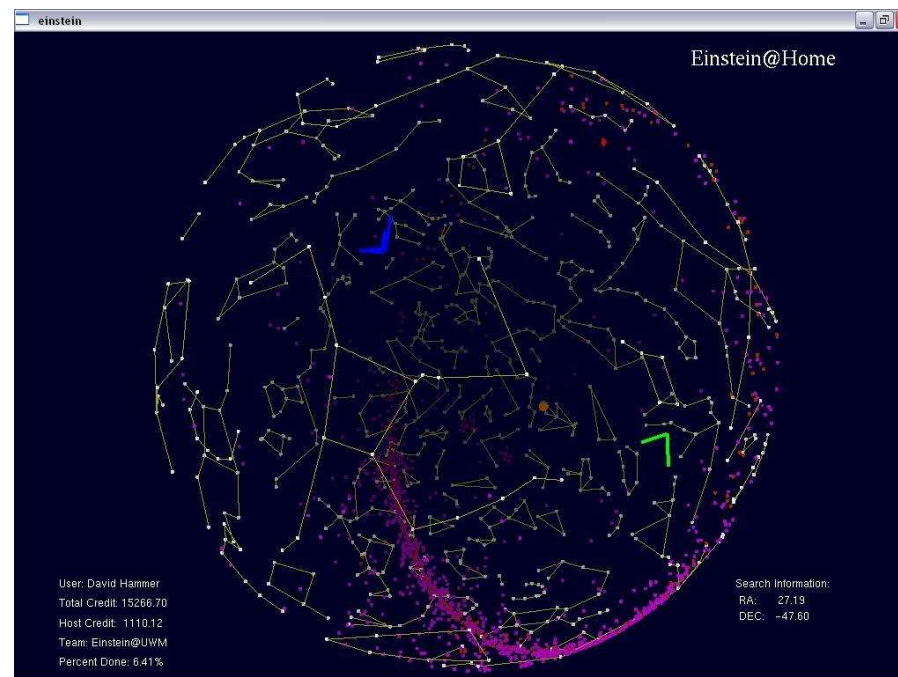 einstein
Einstein@Home
User: David Hammer
Total Credit: 15266.70
Host Credit: 1110.12
Team: Einstein@UWM
Percent Done: 6.41%
Search Information:
RA: 27.19
DEC: -47.60